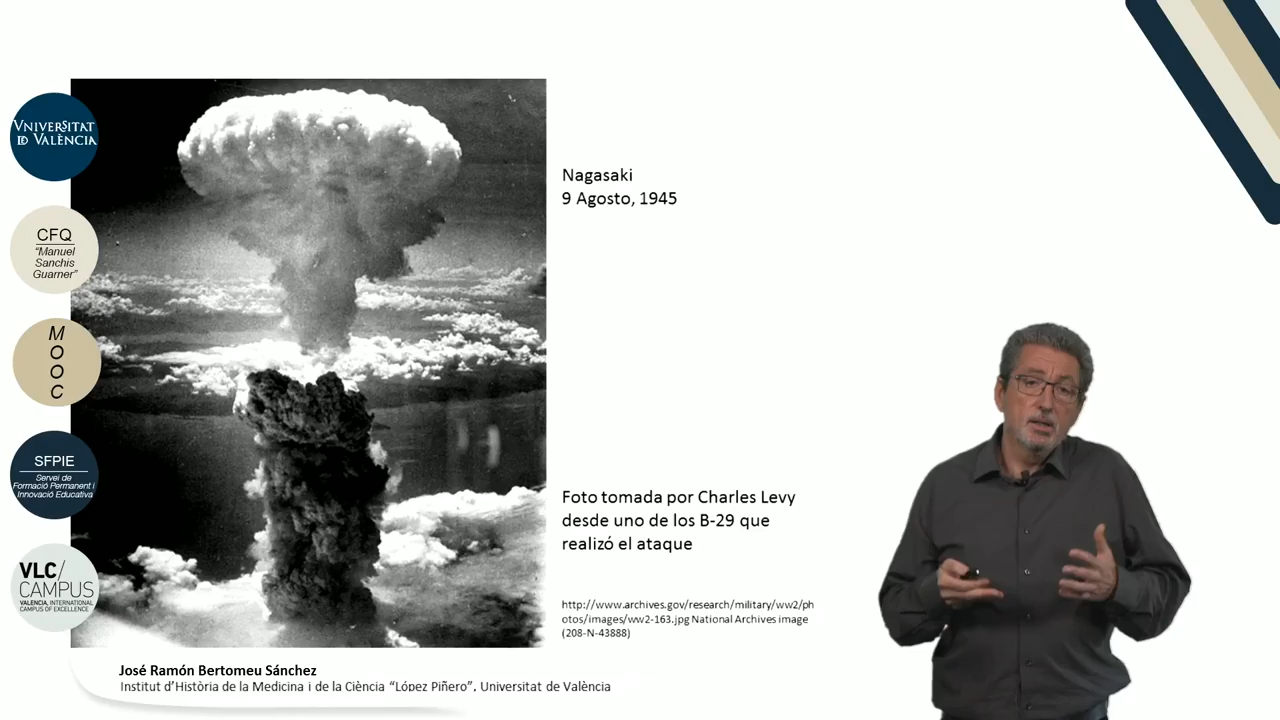 VNIVERSITAT
D VALÈNCIA
CFQ
"Manuel
Sanchis
Guarner"
M
O
O
C
SFPIE
Servei de
Formació Permanent i
Innovació Educativa
VLC/
CAMPUS
VALENCIA, INTERNATIONAL
CAMPUS OF EXCELLENCE
Nagasaki
9 Agosto, 1945
Foto tomada por Charles Levy
desde uno de los B-29 que
realizó el ataque
http://www.archives.gov/research/military/ww2/ph
otos/images/ww2-163.jpg National Archives image
(208-N-43888)
José Ramón Bertomeu Sánchez
Institut d'Història de la Medicina i de la Ciència "López Piñero". Universitat de València